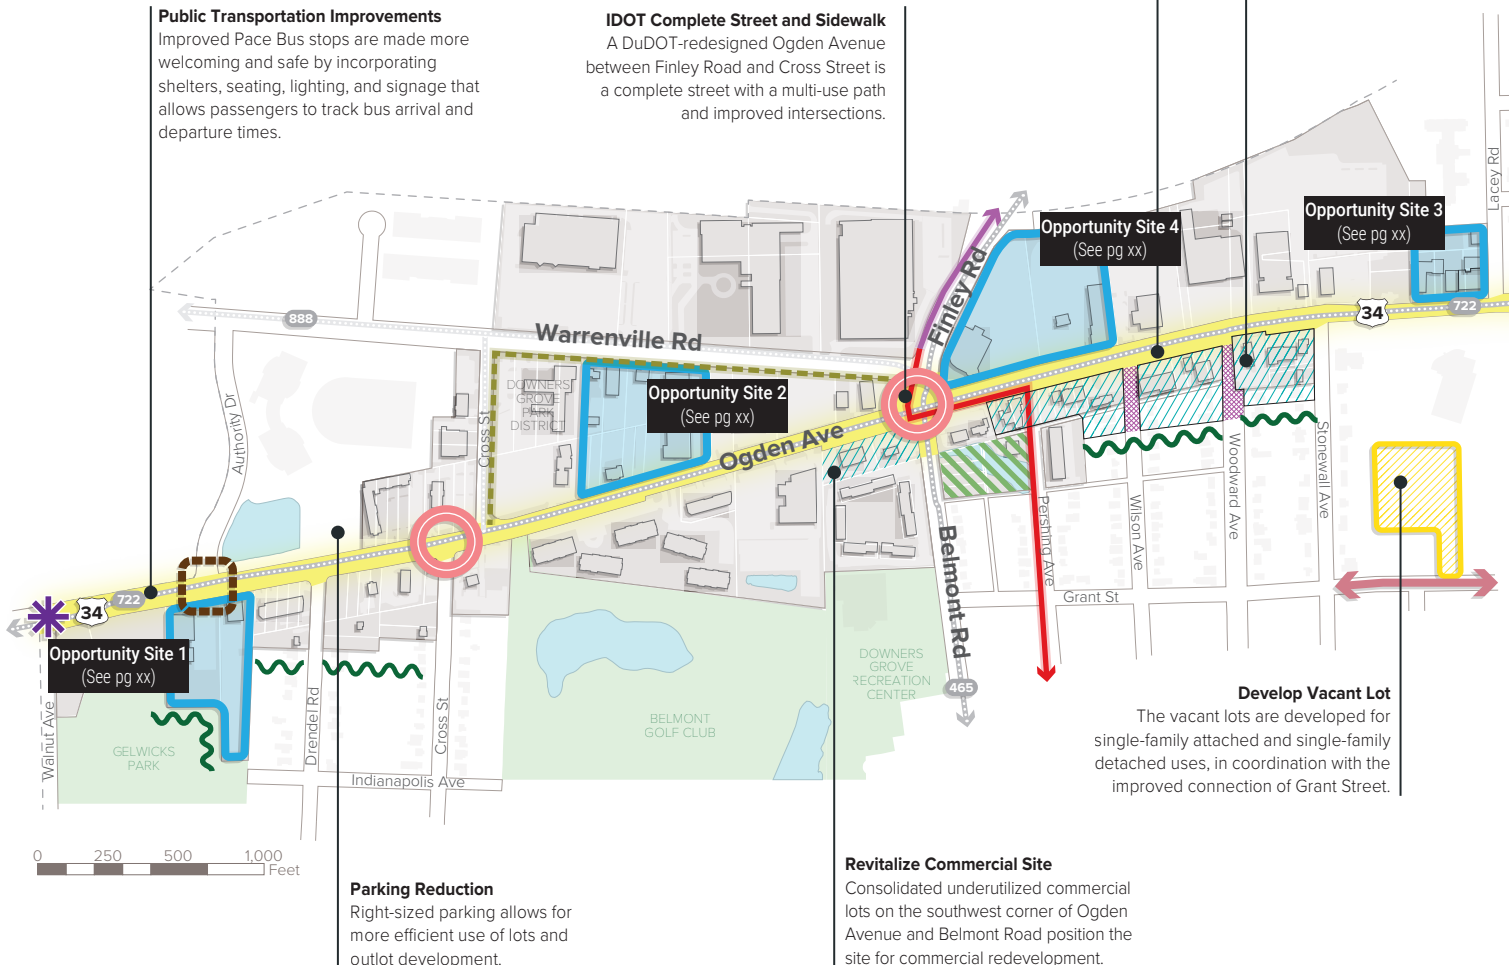 Public Transportation Improvements
Improved Pace Bus stops are made more
welcoming and safe by incorporating
shelters, seating, lighting, and signage that
allows passengers to track bus arrival and
departure times.
IDOT Complete Street and Sidewalk
A DuDOT-redesigned Ogden Avenue
between Finley Road and Cross Street is
a complete street with a multi-use path
and improved intersections.
Lacey Rd
Opportunity Site 3
(See pg xx)
Opportunity Site 4
(See pg xx)
Finley Rd
722
34
888
Warrenville Rd
DOWNERS
GROVE
PARK
DISTRICT
Opportunity Site 2
(See pg xx)
Authority Dr
Cross St
Ogden Ave
Stonewall Ave
Woodward Ave
Wilson Ave
Pershing Ave
Belmont Rd
Grant St
722
34
Opportunity Site 1
(See pg xx)
DOWNERS
GROVE
RECREATION
CENTER
465
BELMONT
GOLF CLUB
GELWICKS
PARK
Walnut Ave
Drendel Rd
Cross St
Indianapolis Ave
Develop Vacant Lot
The vacant lots are developed for
single-family attached and single-family
detached uses, in coordination with the
improved connection of Grant Street.
0 250 500 1,000
Feet
Parking Reduction
Right-sized parking allows for
more efficient use of lots and
outlot development.
Revitalize Commercial Site
Consolidated underutilized commercial
lots on the southwest corner of Ogden
Avenue and Belmont Road position the
site for commercial redevelopment.